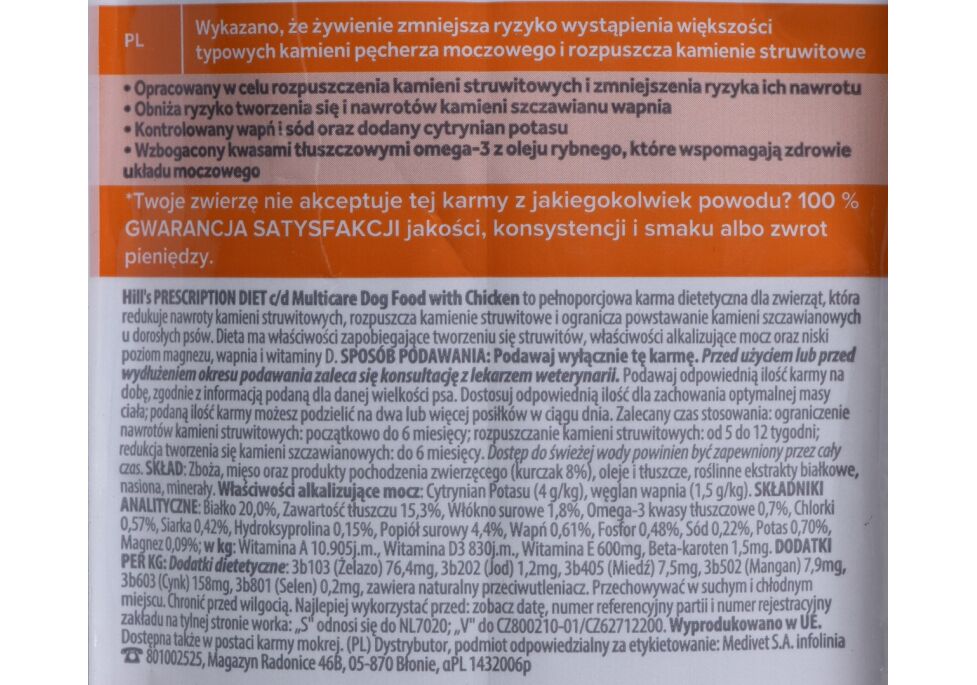 PL
Wykazano, że żywienie zmniejsza ryzyko wystąpienia większości
typowych kamieni pęcherza moczowego i rozpuszcza kamienie struwitowe
• Opracowany w celu rozpuszczenia kamieni struwitowych i zmniejszenia ryzyka ich nawrotu
• Obniża ryzyko tworzenia się i nawrotów kamieni szczawianu wapnia
• Kontrolowany wapń i sód oraz dodany cytrynian potasu
• Wzbogacony kwasami tłuszczowymi omega-3 z oleju rybnego, które wspomagają zdrowie
układu moczowego
*Twoje zwierzę nie akceptuje tej karmy z jakiegokolwiek powodu? 100 %
GWARANCJA SATYSFAKCJI jakości, konsystencji i smaku albo zwrot
pieniędzy.
Hill's PRESCRIPTION DIET c/d Multicare Dog Food with Chicken to pełnoporcjowa karma dietetyczna dla zwierząt, która
redukuje nawroty kamieni struwitowych, rozpuszcza kamienie struwitowe i ogranicza powstawanie kamieni szczawianowych
u dorosłych psów. Dieta ma właściwości zapobiegające tworzeniu się struwitów, właściwości alkalizujące mocz oraz niski
poziom magnezu, wapnia i witaminy D. SPOSÓB PODAWANIA: Podawaj wyłącznie tę karmę. Przed użyciem lub przed
wydłużeniem okresu podawania zaleca się konsultację z lekarzem weterynarii. Podawaj odpowiednią ilość karmy na
dobę, zgodnie z informacją podaną dla danej wielkości psa. Dostosuj odpowiednią ilość dla zachowania optymalnej masy
ciała; podaną ilość karmy możesz podzielić na dwa lub więcej posiłków w ciągu dnia. Zalecany czas stosowania: ograniczenie
nawrotów kamieni struwitowych: początkowo do 6 miesięcy; rozpuszczanie kamieni struwitowych: od 5 do 12 tygodni;
redukcja tworzenia się kamieni szczawianowych: do 6 miesięcy. Dostęp do świeżej wody powinien być zapewniony przez cały
czas. SKŁAD: Zboża, mięso oraz produkty pochodzenia zwierzęcego (kurczak 8%), oleje i tłuszcze, roślinne ekstrakty białkowe,
nasiona, minerały. Właściwości alkalizujące mocz: Cytrynian Potasu (4 g/kg), węglan wapnia (1,5 g/kg). SKŁADNIKI
ANALITYCZNE: Białko 20,0%, Zawartość tłuszczu 15,3%, Włókno surowe 1,8%, Omega-3 kwasy tłuszczowe 0,7%, Chlorki
0,57%, Siarka 0,42%, Hydroksyprolina 0,15%, Popiół surowy 4,4%, Wapń 0,61%, Fosfor 0,48%, Sód 0,22%, Potas 0,70%,
Magnez 0,09%; w kg: Witamina A 10.905j.m., Witamina D3 830j.m., Witamina E 600mg, Beta-karoten 1,5mg. DODATKI
PER KG: Dodatki dietetyczne: 3b103 (Żelazo) 76,4mg, 3b202 (Jod) 1,2mg, 3b405 (Miedź) 7,5mg, 3b502 (Mangan) 7,9mg,
3b603 (Cynk) 158mg, 3b801 (Selen) 0,2mg, zawiera naturalny przeciwutleniacz. Przechowywać w suchym i chłodnym
miejscu. Chronić przed wilgocią. Najlepiej wykorzystać przed: zobacz datę, numer referencyjny partii i numer rejestracyjny
zakładu na tylnej stronie worka: „S" odnosi się do NL7020; „V" do CZ800210-01/CZ62712200. Wyprodukowano w UE.
Dostępna także w postaci karmy mokrej. (PL) Dystrybutor, podmiot odpowiedzialny za etykietowanie: Medivet S.A. infolinia
☎ 801002525, Magazyn Radonice 46B, 05-870 Błonie, αPL 1432006p